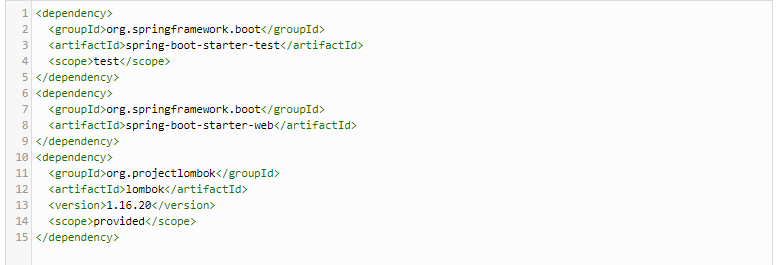 1 <dependency>
2   <groupId>org.springframework.boot</groupId>
3   <artifactId>spring-boot-starter-test</artifactId>
4   <scope>test</scope>
5 </dependency>
6 <dependency>
7   <groupId>org.springframework.boot</groupId>
8   <artifactId>spring-boot-starter-web</artifactId>
9 </dependency>
10 <dependency>
11   <groupId>org.projectlombok</groupId>
12   <artifactId>lombok</artifactId>
13   <version>1.16.20</version>
14   <scope>provided</scope>
15 </dependency>